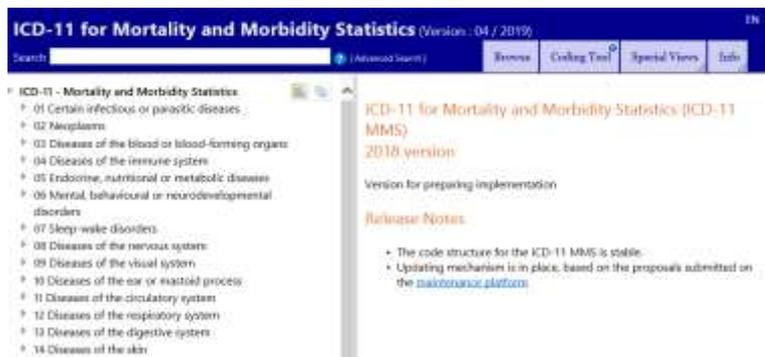 ICD-11 for Mortality and Morbidity Statistics (Version : 04 / 2019)
EN
Search
( Advanced Search )
Browse
Coding Tool
Special Views
Info
ICD-11 - Mortality and Morbidity Statistics
01 Certain infectious or parasitic diseases
02 Neoplasms
03 Diseases of the blood or blood-forming organs
04 Diseases of the immune system
05 Endocrine, nutritional or metabolic diseases
06 Mental, behavioural or neurodevelopmental
disorders
07 Sleep-wake disorders
08 Diseases of the nervous system
09 Diseases of the visual system
10 Diseases of the ear or mastoid process
11 Diseases of the circulatory system
12 Diseases of the respiratory system
13 Diseases of the digestive system
14 Diseases of the skin
ICD-11 for Mortality and Morbidity Statistics (ICD-11
MMS)
2018 version
Version for preparing implementation
Release Notes
• The code structure for the ICD-11 MMS is stable.
• Updating mechanism is in place, based on the proposals submitted on
the maintenance platform